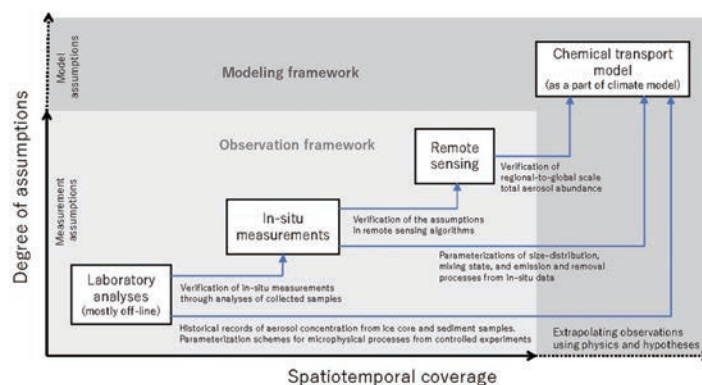 Degree of assumptions
Model
assumptions
Measurement
assumptions
Modeling framework
Chemical transport
model
(as a part of climate model)
Observation framework
Remote
sensing
Verification of
regional-to-global scale
total aerosol abundance
In-situ
measurements
Verification of the assumptions
in remote sensing algorithms
Parameterizations of size-distribution,
mixing state, and emission and removal
processes from in-situ data
Laboratory
analyses
(mostly off-line)
Verification of in-situ measurements
through analyses of collected samples
Historical records of aerosol concentration from ice core and sediment samples.
Parameterization schemes for microphysical processes from controlled experiments
Extrapolating observations
using physics and hypotheses
Spatiotemporal coverage